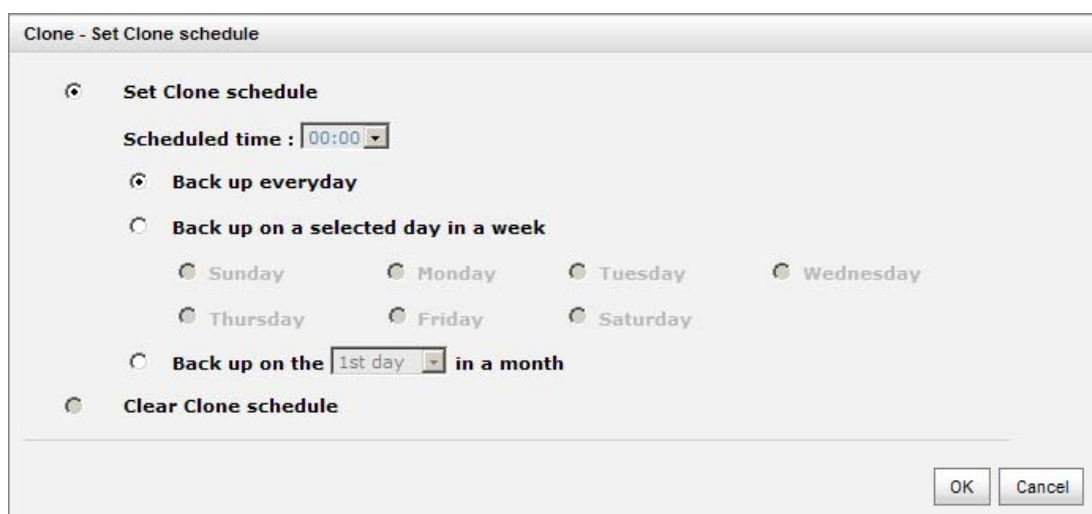 Clone - Set Clone schedule
Set Clone schedule
Scheduled time : 00:00
Back up everyday
Back up on a selected day in a week
Sunday Monday Tuesday Wednesday
Thursday Friday Saturday
Back up on the 1st day in a month
Clear Clone schedule
OK Cancel